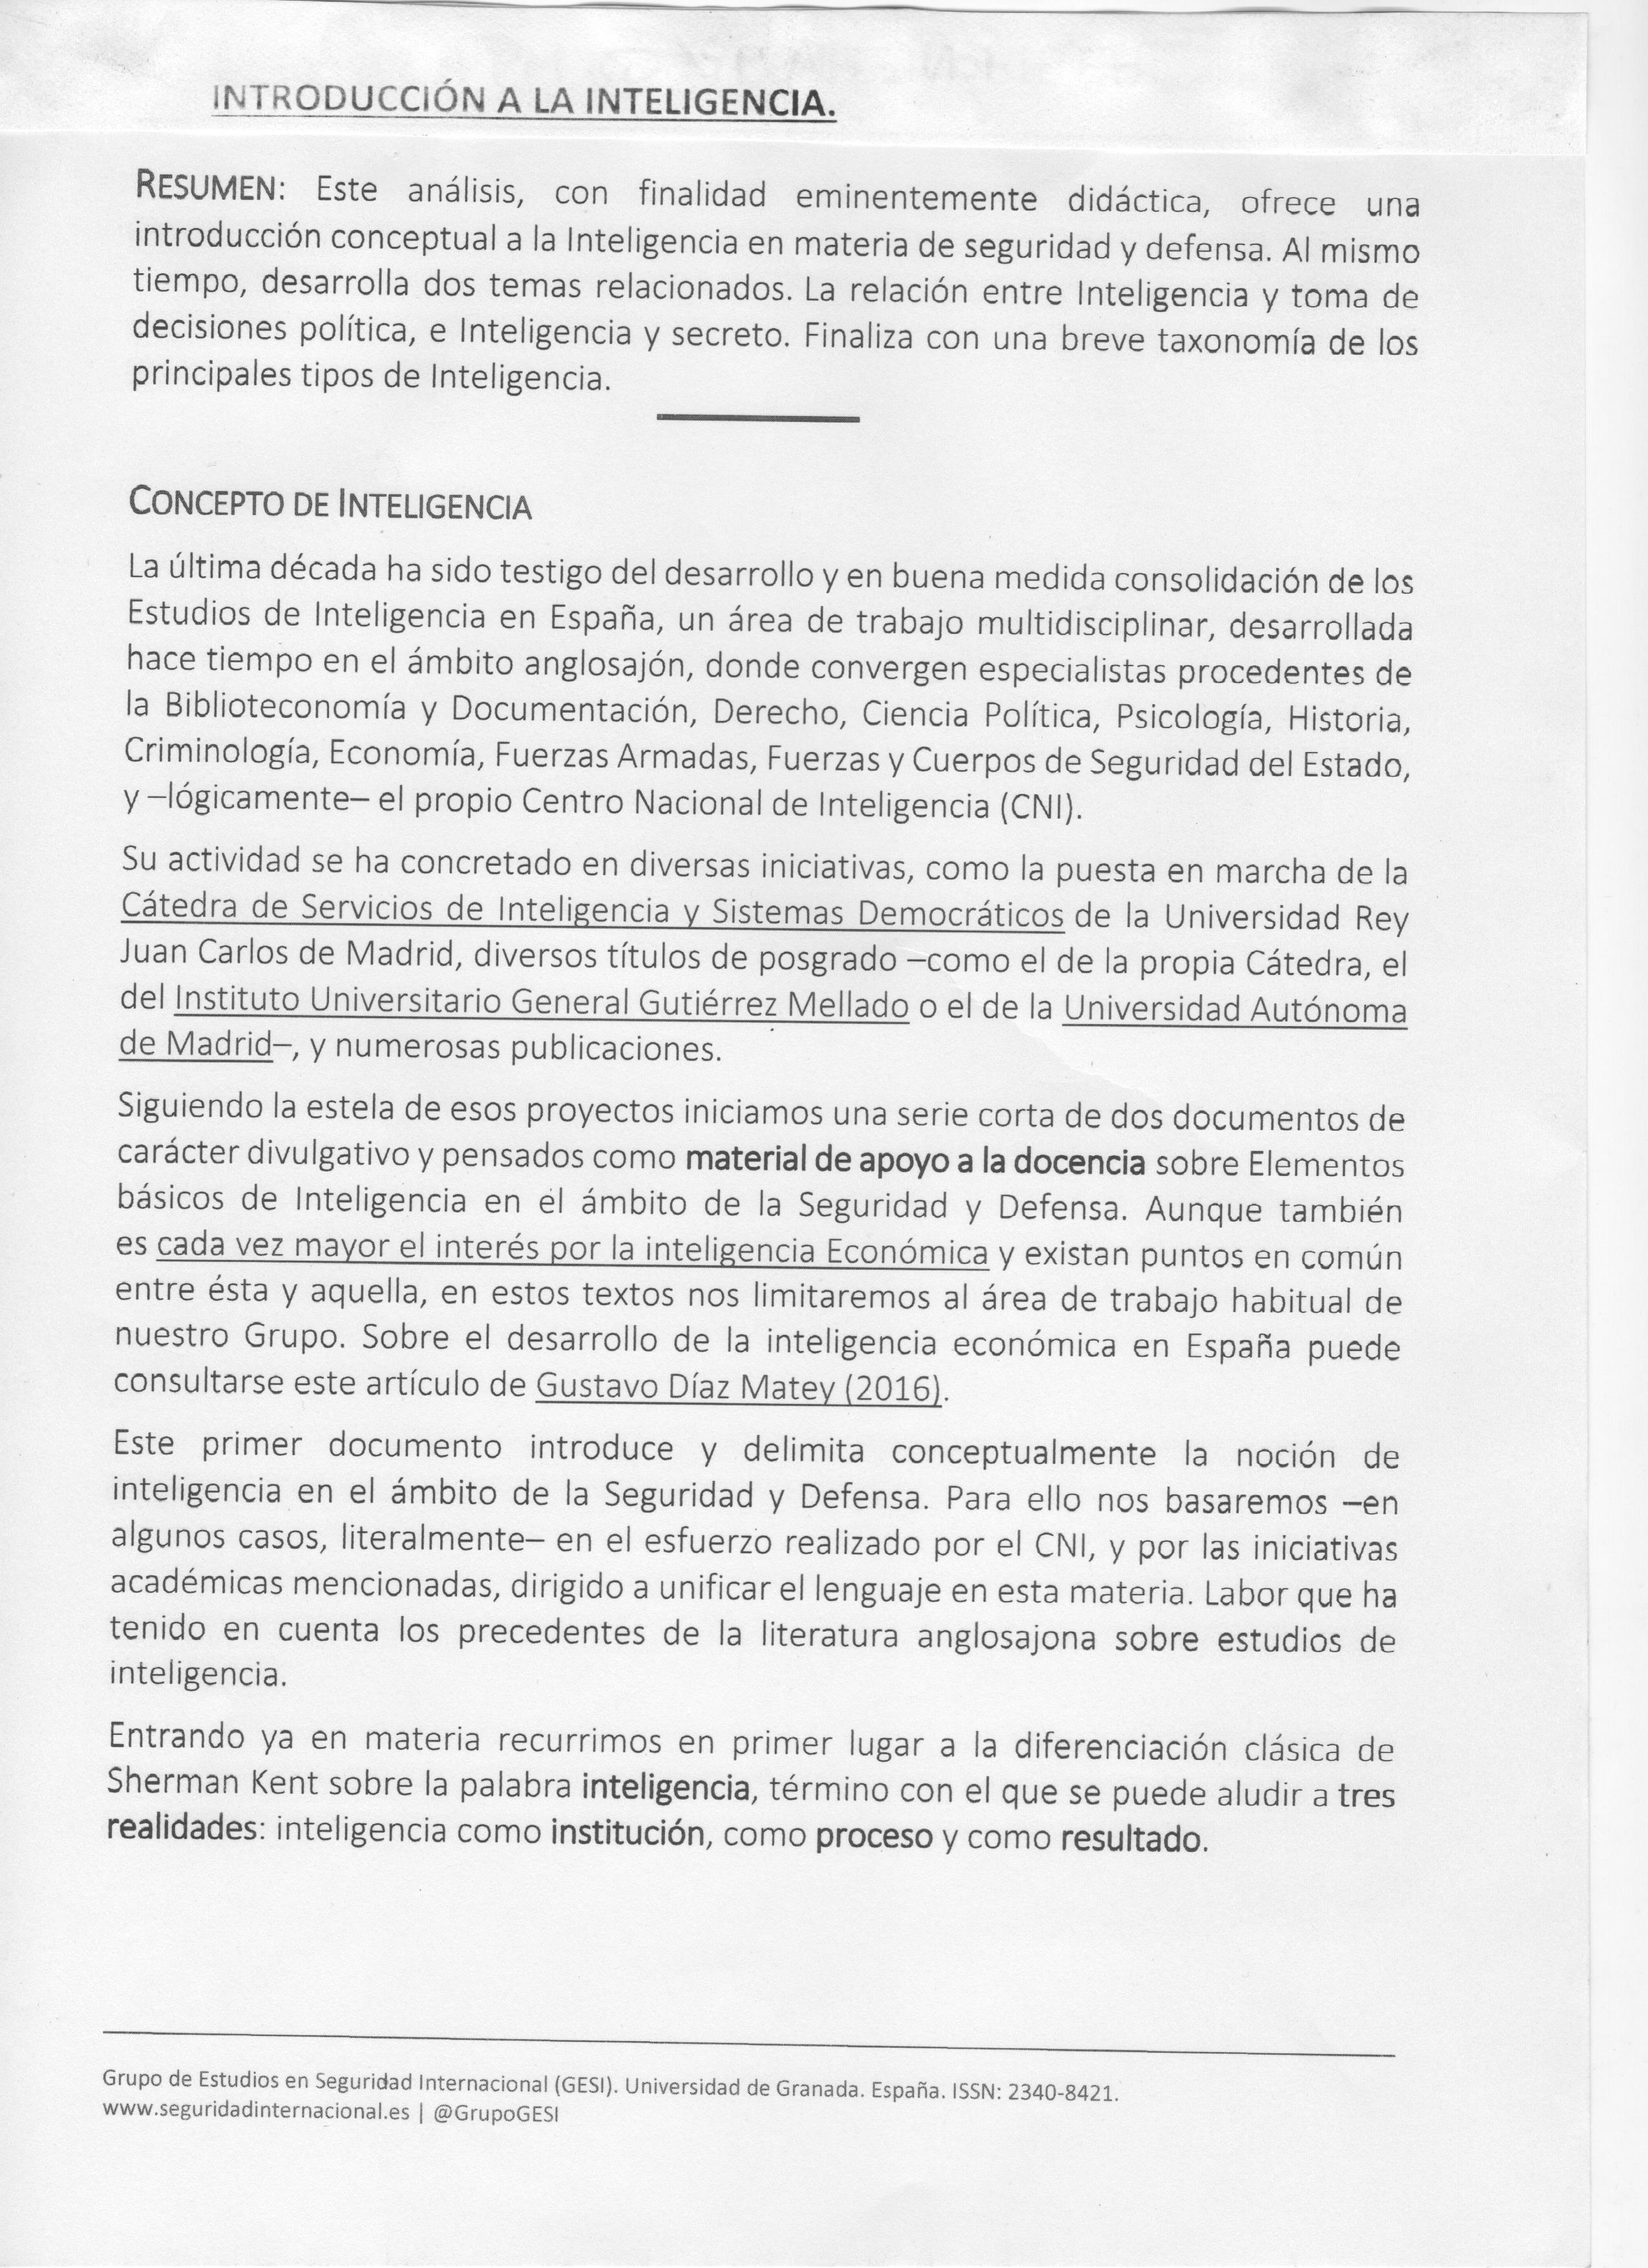 INTRODUCCIÓN A LA INTELIGENCIA.
RESUMEN: Este análisis, con finalidad eminentemente didáctica, ofrece una
introducción conceptual a la Inteligencia en materia de seguridad y defensa. Al mismo
tiempo, desarrolla dos temas relacionados. La relación entre Inteligencia y toma de
decisiones política, e Inteligencia y secreto. Finaliza con una breve taxonomía de los
principales tipos de Inteligencia.
CONCEPTO DE INTELIGENCIA
La última década ha sido testigo del desarrollo y en buena medida consolidación de los
Estudios de Inteligencia en España, un área de trabajo multidisciplinar, desarrollada
hace tiempo en el ámbito anglosajón, donde convergen especialistas procedentes de
la Biblioteconomía y Documentación, Derecho, Ciencia Política, Psicología, Historia,
Criminología, Economía, Fuerzas Armadas, Fuerzas y Cuerpos de Seguridad del Estado,
y –lógicamente– el propio Centro Nacional de Inteligencia (CNI).
Su actividad se ha concretado en diversas iniciativas, como la puesta en marcha de la
Cátedra de Servicios de Inteligencia y Sistemas Democráticos de la Universidad Rey
Juan Carlos de Madrid, diversos títulos de posgrado –como el de la propia Cátedra, el
del Instituto Universitario General Gutiérrez Mellado o el de la Universidad Autónoma
de Madrid–, y numerosas publicaciones.
Siguiendo la estela de esos proyectos iniciamos una serie corta de dos documentos de
carácter divulgativo y pensados como material de apoyo a la docencia sobre Elementos
básicos de Inteligencia en el ámbito de la Seguridad y Defensa. Aunque también
es cada vez mayor el interés por la inteligencia Económica y existan puntos en común
entre ésta y aquella, en estos textos nos limitaremos al área de trabajo habitual de
nuestro Grupo. Sobre el desarrollo de la inteligencia económica en España puede
consultarse este artículo de Gustavo Díaz Matey (2016).
Este primer documento introduce y delimita conceptualmente la noción de
inteligencia en el ámbito de la Seguridad y Defensa. Para ello nos basaremos –en
algunos casos, literalmente– en el esfuerzo realizado por el CNI, y por las iniciativas
académicas mencionadas, dirigido a unificar el lenguaje en esta materia. Labor que ha
tenido en cuenta los precedentes de la literatura anglosajona sobre estudios de
inteligencia.
Entrando ya en materia recurrimos en primer lugar a la diferenciación clásica de
Sherman Kent sobre la palabra inteligencia, término con el que se puede aludir a tres
realidades: inteligencia como institución, como proceso y como resultado.
Grupo de Estudios en Seguridad Internacional (GESI). Universidad de Granada. España. ISSN: 2340-8421.
www.seguridadinternacional.es | @GrupoGESI